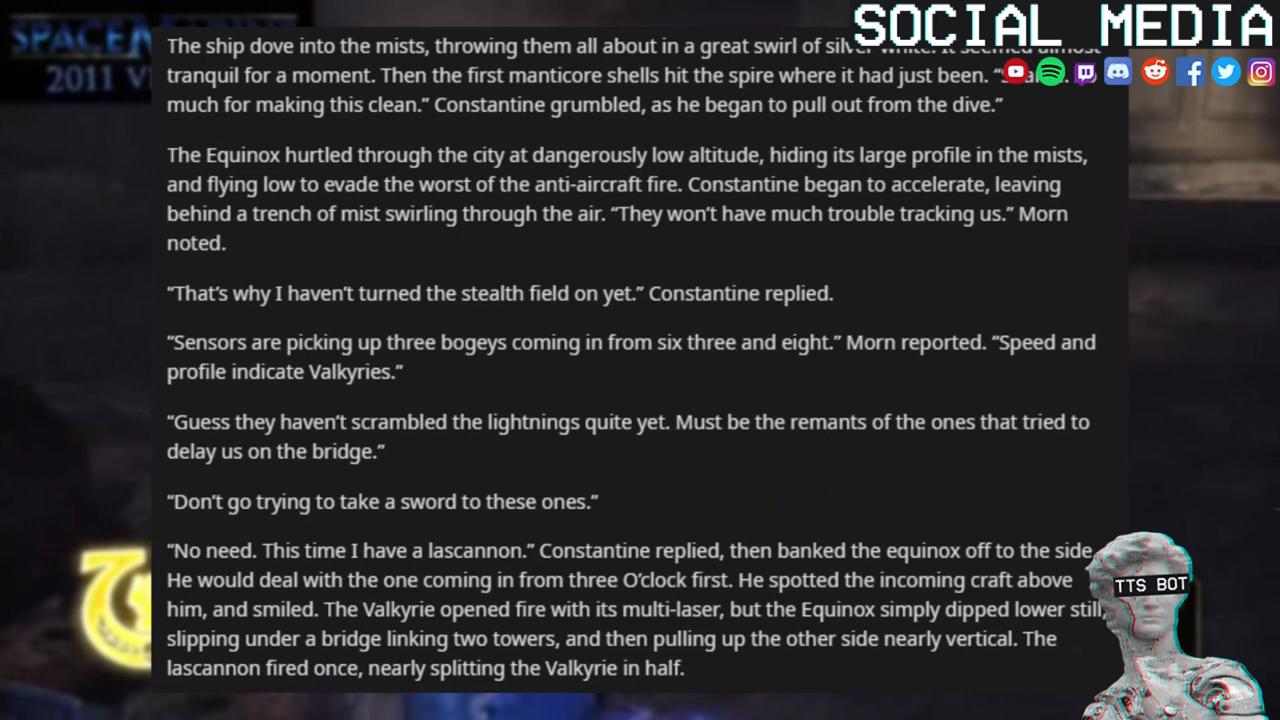 SOCIAL MEDIA
SPACE
2011 V
The ship dove into the mists, throwing them all about in a great swirl of silver white. It seemed almost
tranquil for a moment. Then the first manticore shells hit the spire where it had just been. “
much for making this clean.” Constantine grumbled, as he began to pull out from the dive.”
The Equinox hurtled through the city at dangerously low altitude, hiding its large profile in the mists,
and flying low to evade the worst of the anti-aircraft fire. Constantine began to accelerate, leaving
behind a trench of mist swirling through the air. “They won’t have much trouble tracking us.” Morn
noted.
“That’s why I haven’t turned the stealth field on yet.” Constantine replied.
“Sensors are picking up three bogeys coming in from six three and eight.” Morn reported. “Speed and
profile indicate Valkyries.”
“Guess they haven’t scrambled the lightnings quite yet. Must be the remants of the ones that tried to
delay us on the bridge.”
“Don’t go trying to take a sword to these ones.”
“No need. This time I have a lascannon.” Constantine replied, then banked the equinox off to the side.
He would deal with the one coming in from three O’clock first. He spotted the incoming craft above
him, and smiled. The Valkyrie opened fire with its multi-laser, but the Equinox simply dipped lower still,
slipping under a bridge linking two towers, and then pulling up the other side nearly vertical. The
lascannon fired once, nearly splitting the Valkyrie in half.
TTS BOT